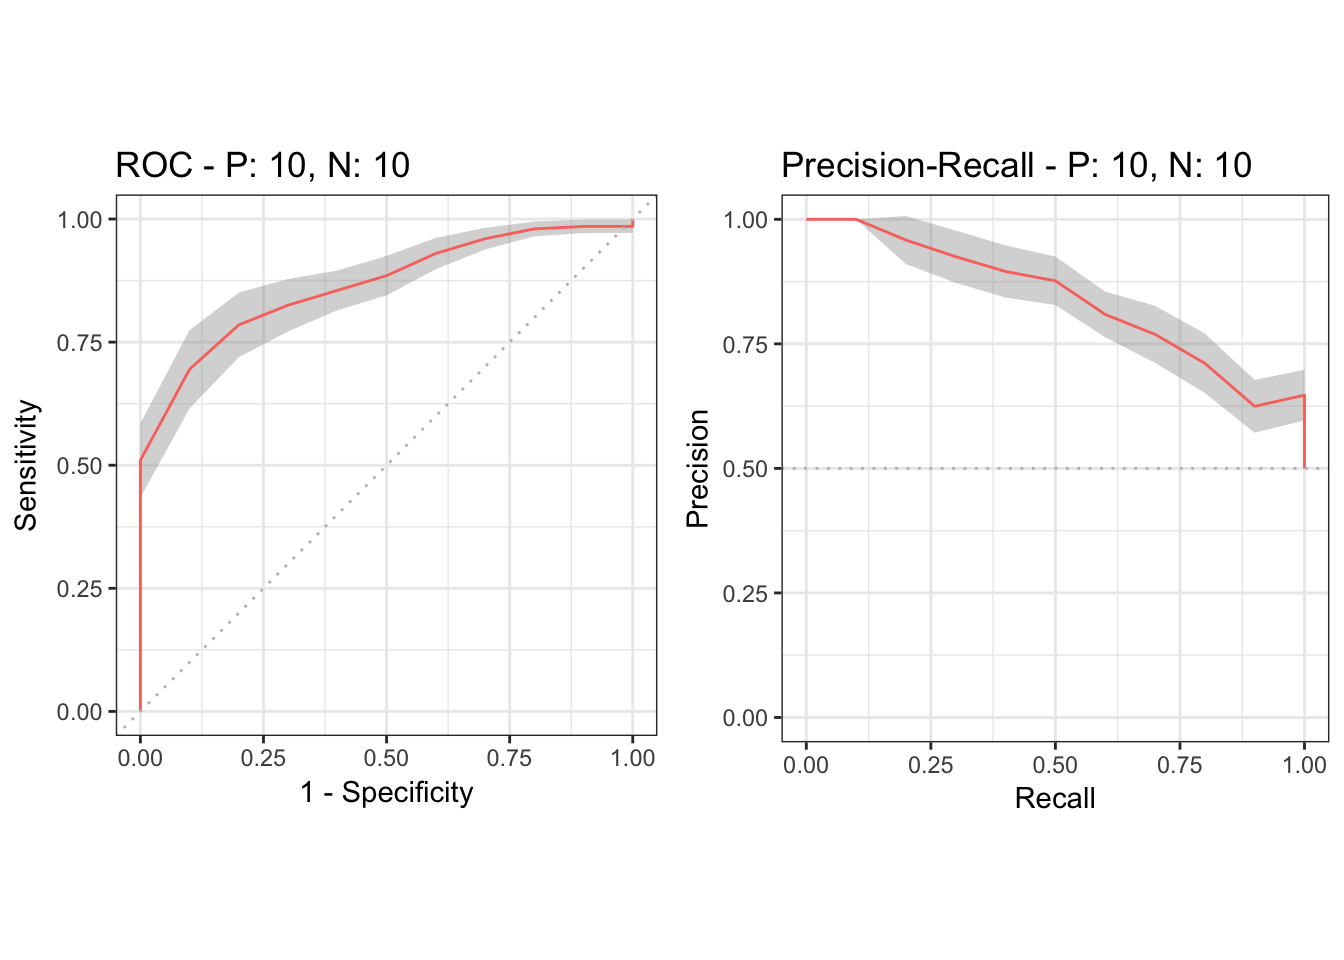 ROC - P: 10, N: 10
1.00
0.75
0.50
0.25
0.00
Sensitivity
0.00 0.25 0.50 0.75 1.00
1 - Specificity
Precision-Recall - P: 10, N: 10
1.00
0.75
0.50
0.25
0.00
Precision
0.00 0.25 0.50 0.75 1.00
Recall